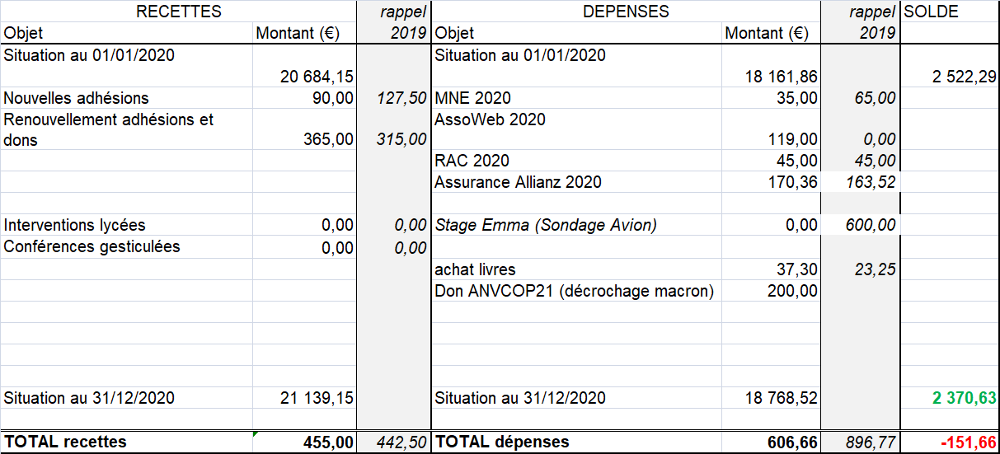 RECETTES rappel DEPENSES rappel SOLDE
Objet Montant (€) 2019 Objet Montant (€) 2019
Situation au 01/01/2020 Situation au 01/01/2020
20 684,15 18 161,86 2 522,29
Nouvelles adhésions 90,00 127,50 MNE 2020 35,00 65,00
Renouvellement adhésions et AssoWeb 2020
dons 365,00 315,00 119,00 0,00
RAC 2020 45,00 45,00
Assurance Allianz 2020 170,36 163,52
Interventions lycées 0,00 0,00 Stage Emma (Sondage Avion) 0,00 600,00
Conférences gesticulées 0,00 0,00
achat livres 37,30 23,25
Don ANVCOP21 (décrochage macron) 200,00
Situation au 31/12/2020 21 139,15 Situation au 31/12/2020 18 768,52 2 370,63
TOTAL recettes 455,00 442,50 TOTAL dépenses 606,66 896,77 -151,66